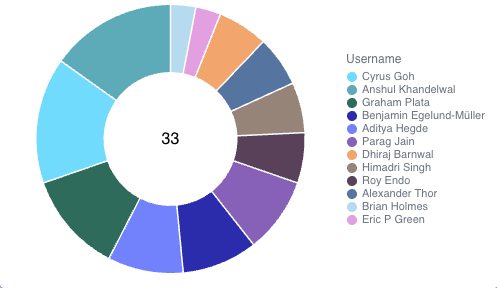 33
Username
Cyrus Goh
Anshul Khandelwal
Graham Plata
Benjamin Egelund-Müller
Aditya Hegde
Parag Jain
Dhiraj Barnwal
Himadri Singh
Roy Endo
Alexander Thor
Brian Holmes
Eric P Green